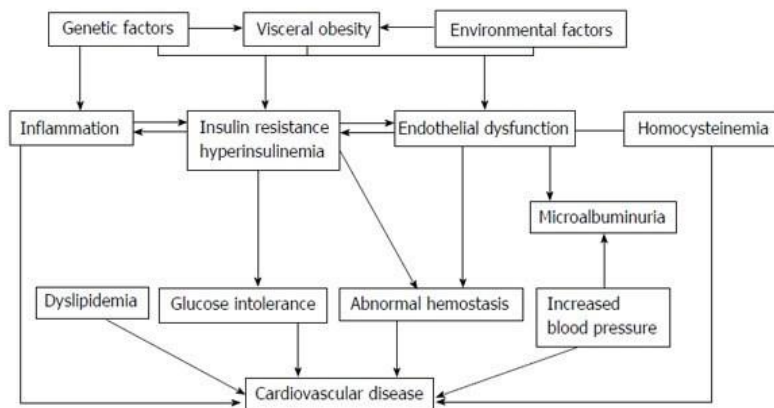 Genetic factors
Visceral obesity
Environmental factors
Inflammation
Insulin resistance
hyperinsulinemia
Endothelial dysfunction
Homocysteinemia
Microalbuminuria
Dyslipidemia
Glucose intolerance
Abnormal hemostasis
Increased
blood pressure
Cardiovascular disease